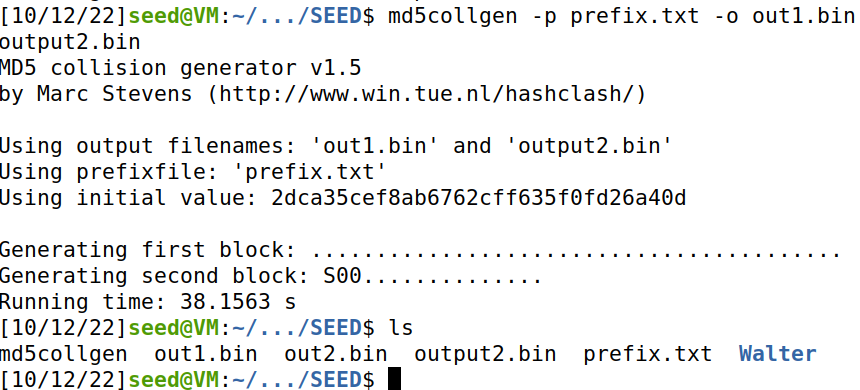 [10/12/22]seed@VM:~/.../SEED$ md5collgen -p prefix.txt -o out1.bin
output2.bin
MD5 collision generator v1.5
by Marc Stevens (http://www.win.tue.nl/hashclash/)
Using output filenames: 'out1.bin' and 'output2.bin'
Using prefixfile: 'prefix.txt'
Using initial value: 2dca35cef8ab6762cff635f0fd26a40d
Generating first block: .........................................
Generating second block: S00..............
Running time: 38.1563 s
[10/12/22]seed@VM:~/.../SEED$ ls
md5collgen  out1.bin  out2.bin  output2.bin  prefix.txt  Walter
[10/12/22]seed@VM:~/.../SEED$